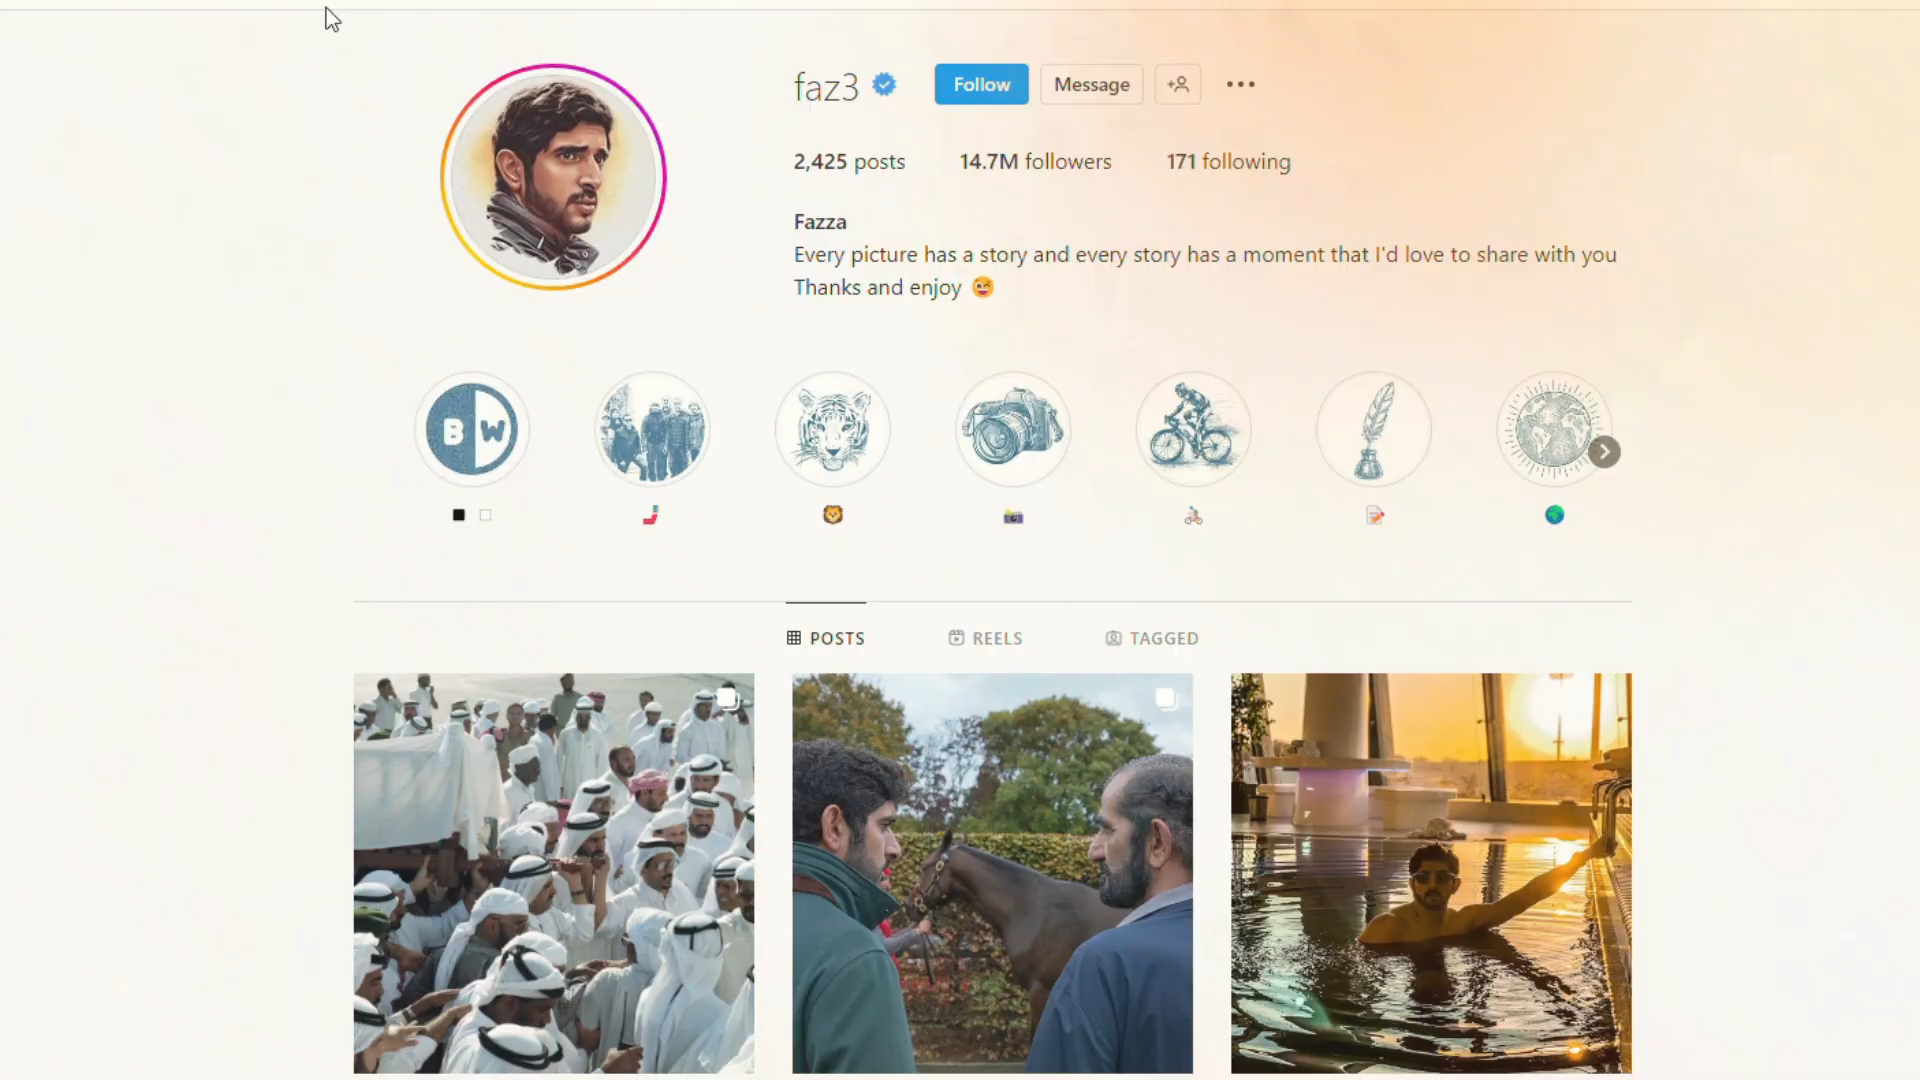 faz3
Follow
Message
2,425 posts
14.7M followers
171 following
Fazza
Every picture has a story and every story has a moment that I'd love to share with you
Thanks and enjoy 😜
B W
POSTS
REELS
TAGGED